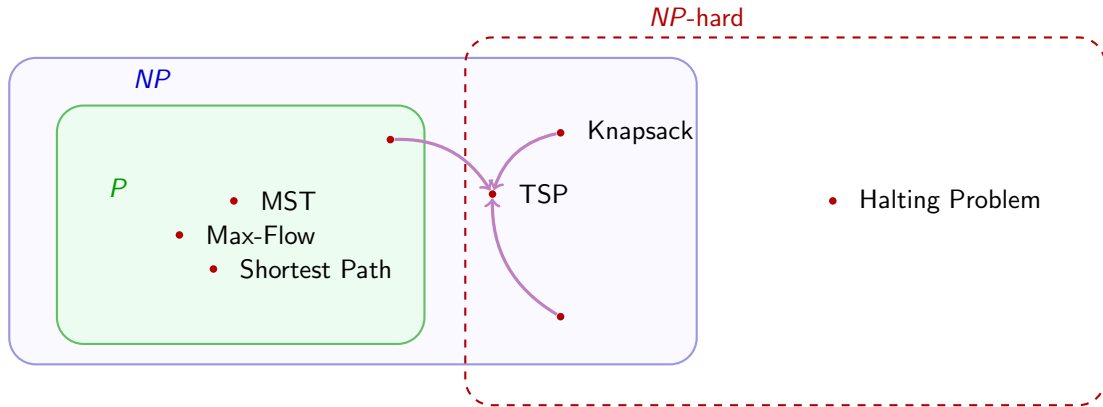 NP-hard
NP
Knapsack
P
TSP
MST
Halting Problem
Max-Flow
Shortest Path